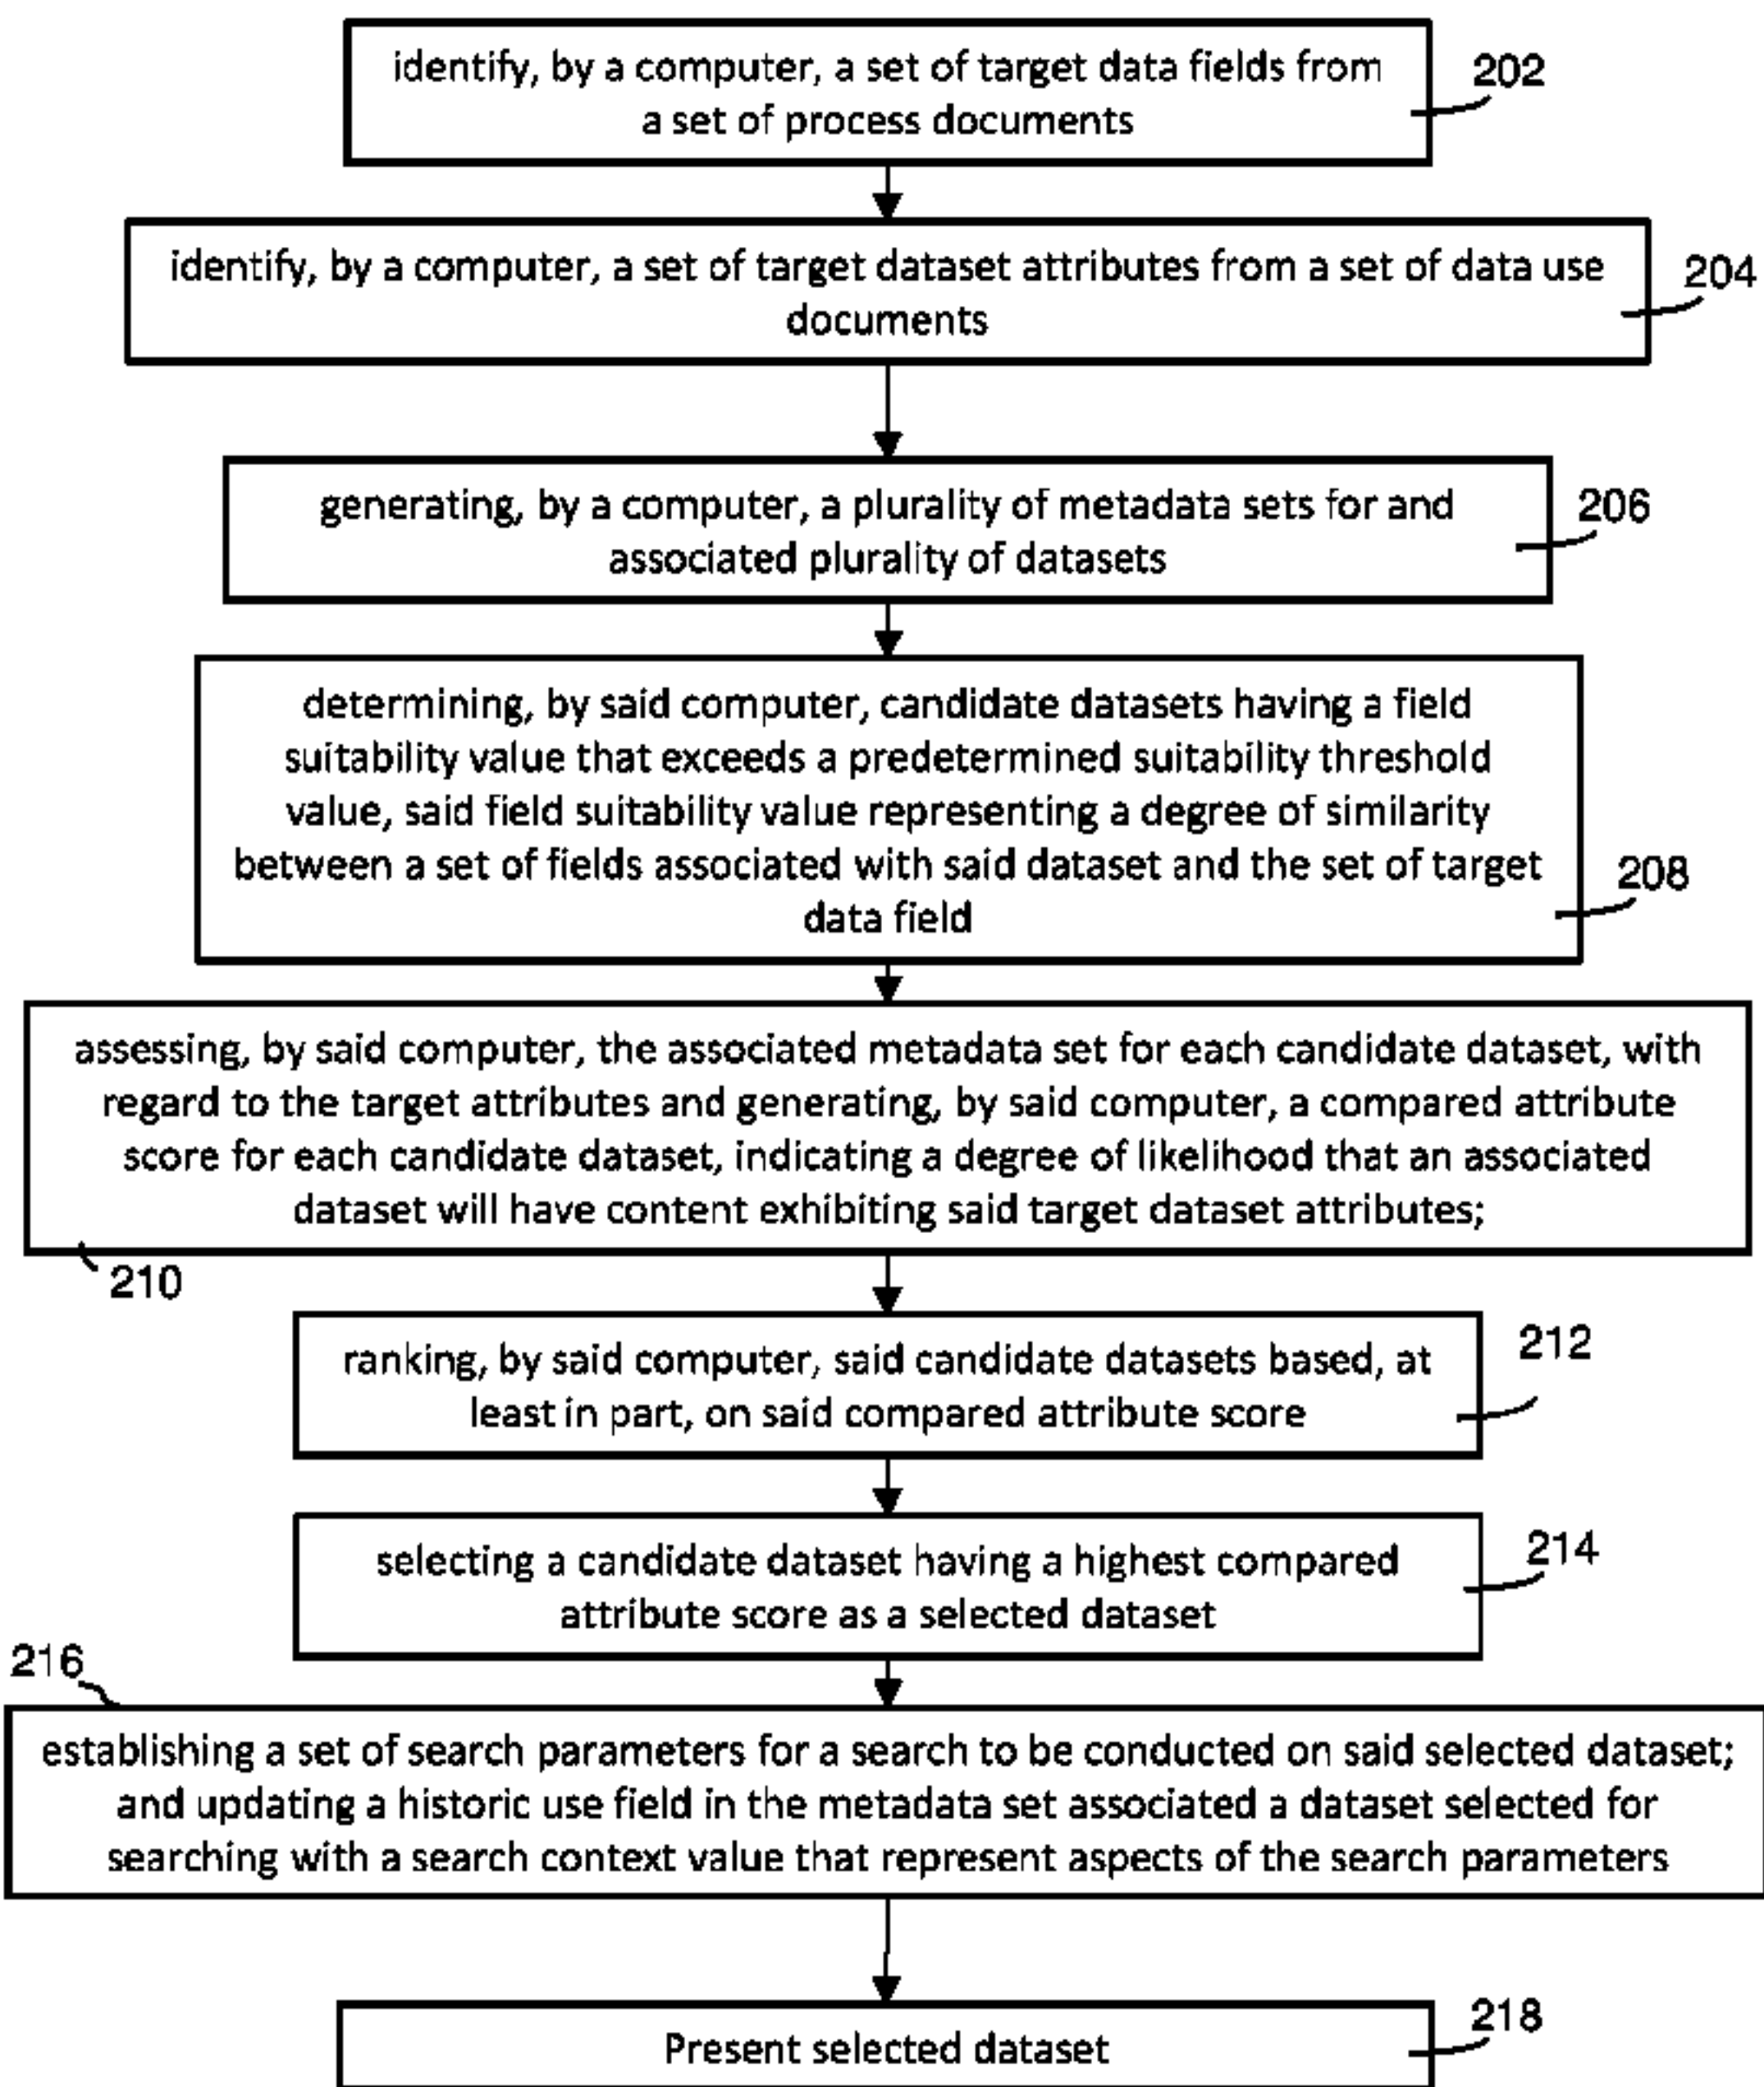 identify, by a computer, a set of target data fields from
a set of process documents
202
identify, by a computer, a set of target dataset attributes from a set of data use
documents
204
generating, by a computer, a plurality of metadata sets for and
associated plurality of datasets
206
determining, by said computer, candidate datasets having a field
suitability value that exceeds a predetermined suitability threshold
value, said field suitability value representing a degree of similarity
between a set of fields associated with said dataset and the set of target
data field
208
assessing, by said computer, the associated metadata set for each candidate dataset, with
regard to the target attributes and generating, by said computer, a compared attribute
score for each candidate dataset, indicating a degree of likelihood that an associated
dataset will have content exhibiting said target dataset attributes;
210
ranking, by said computer, said candidate datasets based, at
least in part, on said compared attribute score
212
selecting a candidate dataset having a highest compared
attribute score as a selected dataset
214
216
establishing a set of search parameters for a search to be conducted on said selected dataset;
and updating a historic use field in the metadata set associated a dataset selected for
searching with a search context value that represent aspects of the search parameters
Present selected dataset
218